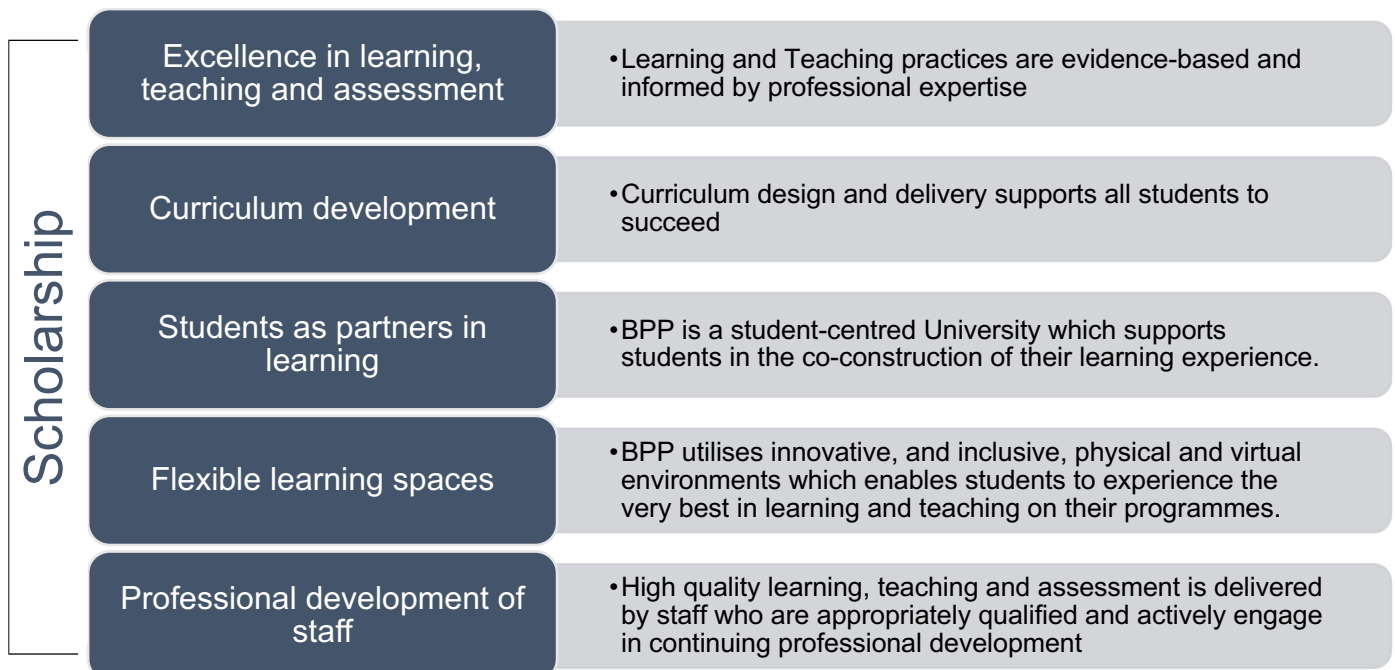 Scholarship
Excellence in learning,
teaching and assessment
•Learning and Teaching practices are evidence-based and
informed by professional expertise
Curriculum development
•Curriculum design and delivery supports all students to
succeed
Students as partners in
learning
•BPP is a student-centred University which supports
students in the co-construction of their learning experience.
Flexible learning spaces
•BPP utilises innovative, and inclusive, physical and virtual
environments which enables students to experience the
very best in learning and teaching on their programmes.
Professional development of
staff
•High quality learning, teaching and assessment is delivered
by staff who are appropriately qualified and actively engage
in continuing professional development